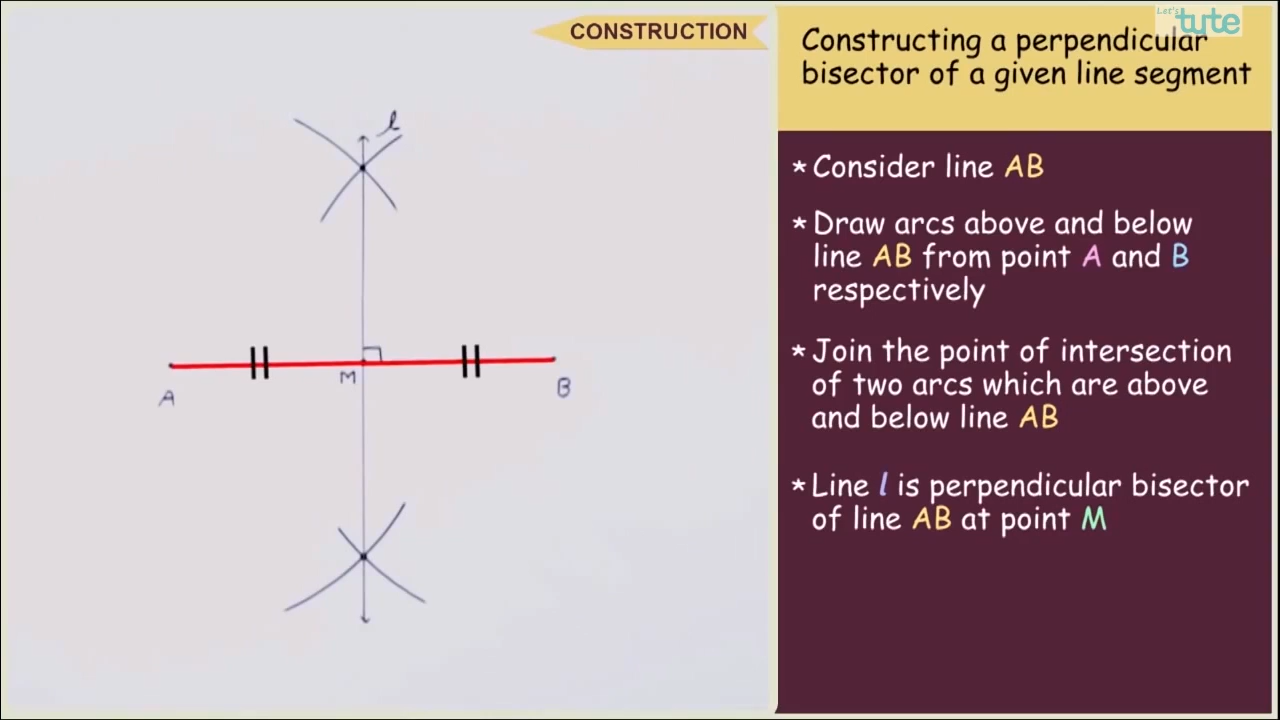 CONSTRUCTION
Let's
tute
Constructing a perpendicular
bisector of a given line segment
* Consider line AB
* Draw arcs above and below
line AB from point A and B
respectively
* Join the point of intersection
of two arcs which are above
and below line AB
* Line l is perpendicular bisector
of line AB at point M
l
M
A
B